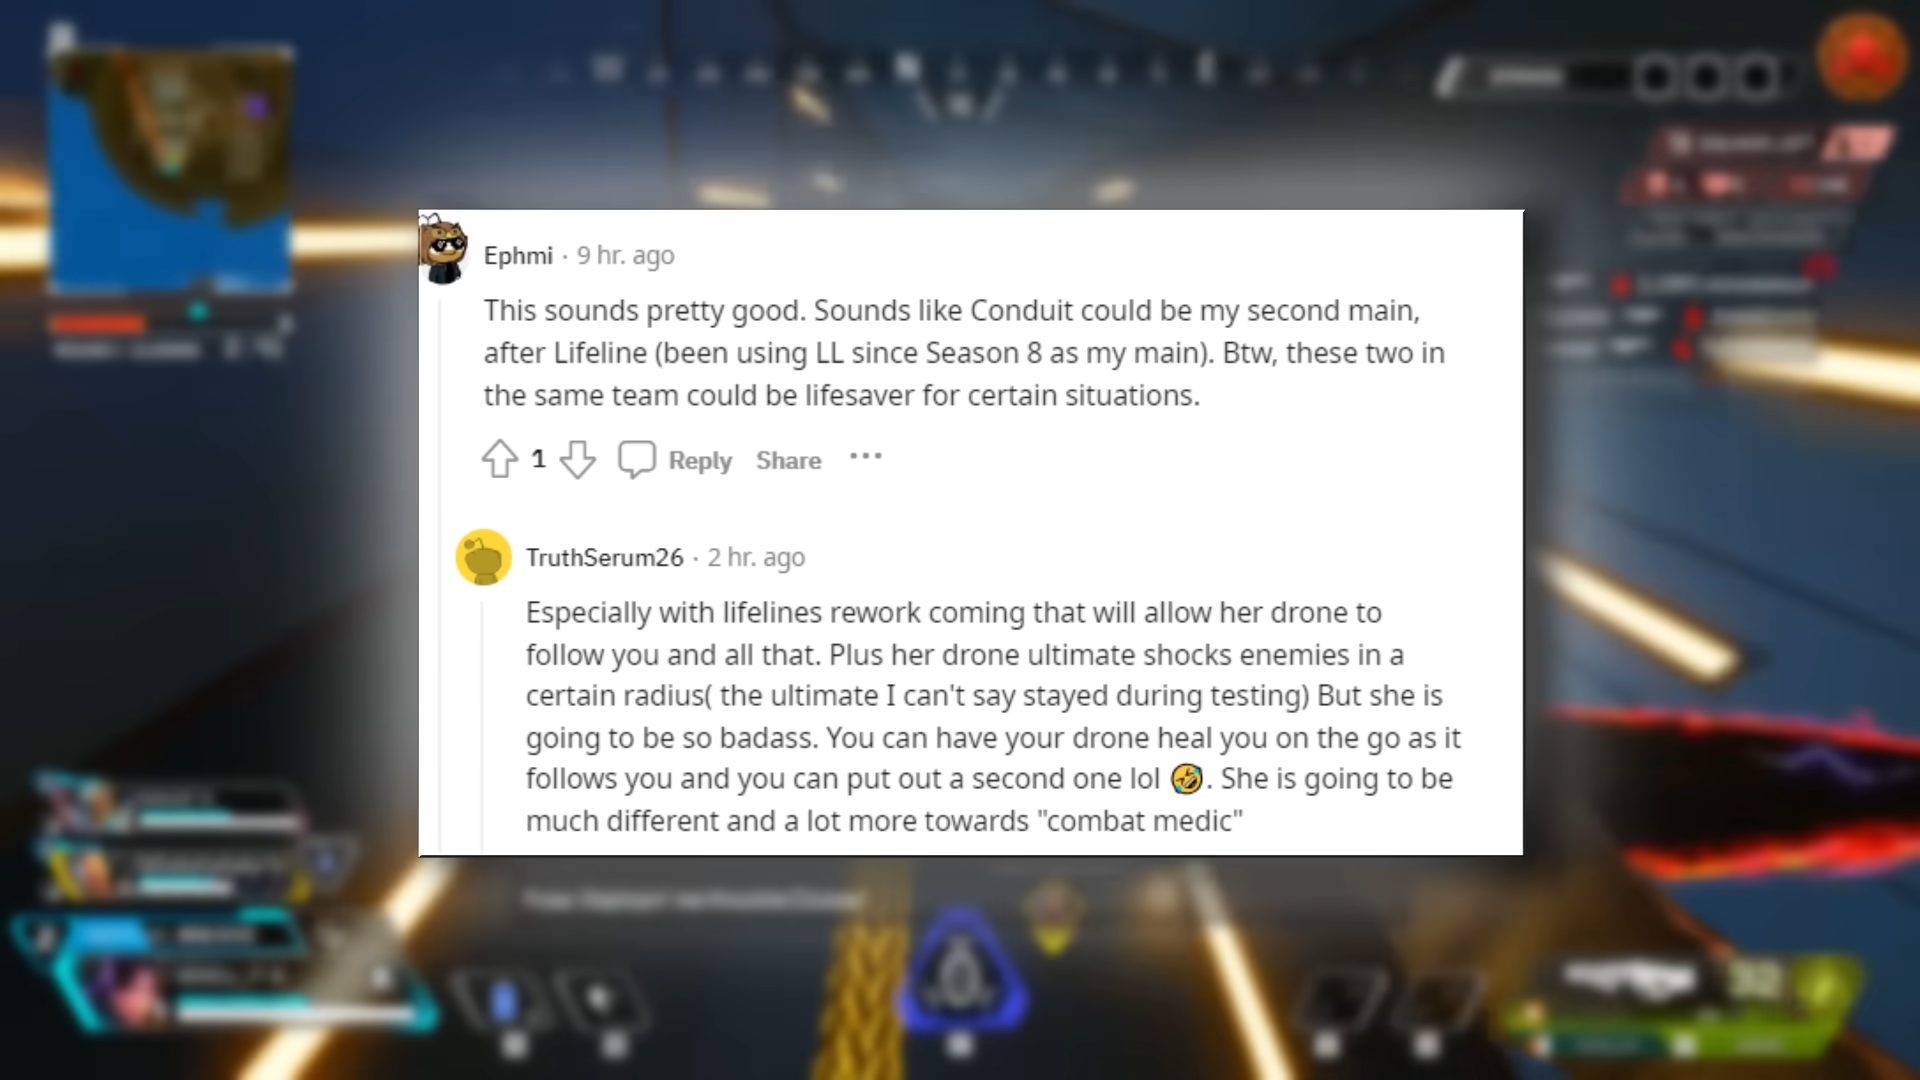 Ephmi · 9 hr. ago
This sounds pretty good. Sounds like Conduit could be my second main,
after Lifeline (been using LL since Season 8 as my main). Btw, these two in
the same team could be lifesaver for certain situations.
1 Reply Share ···
TruthSerum26 · 2 hr. ago
Especially with lifelines rework coming that will allow her drone to
follow you and all that. Plus her drone ultimate shocks enemies in a
certain radius( the ultimate I can't say stayed during testing) But she is
going to be so badass. You can have your drone heal you on the go as it
follows you and you can put out a second one lol 🤣. She is going to be
much different and a lot more towards "combat medic"